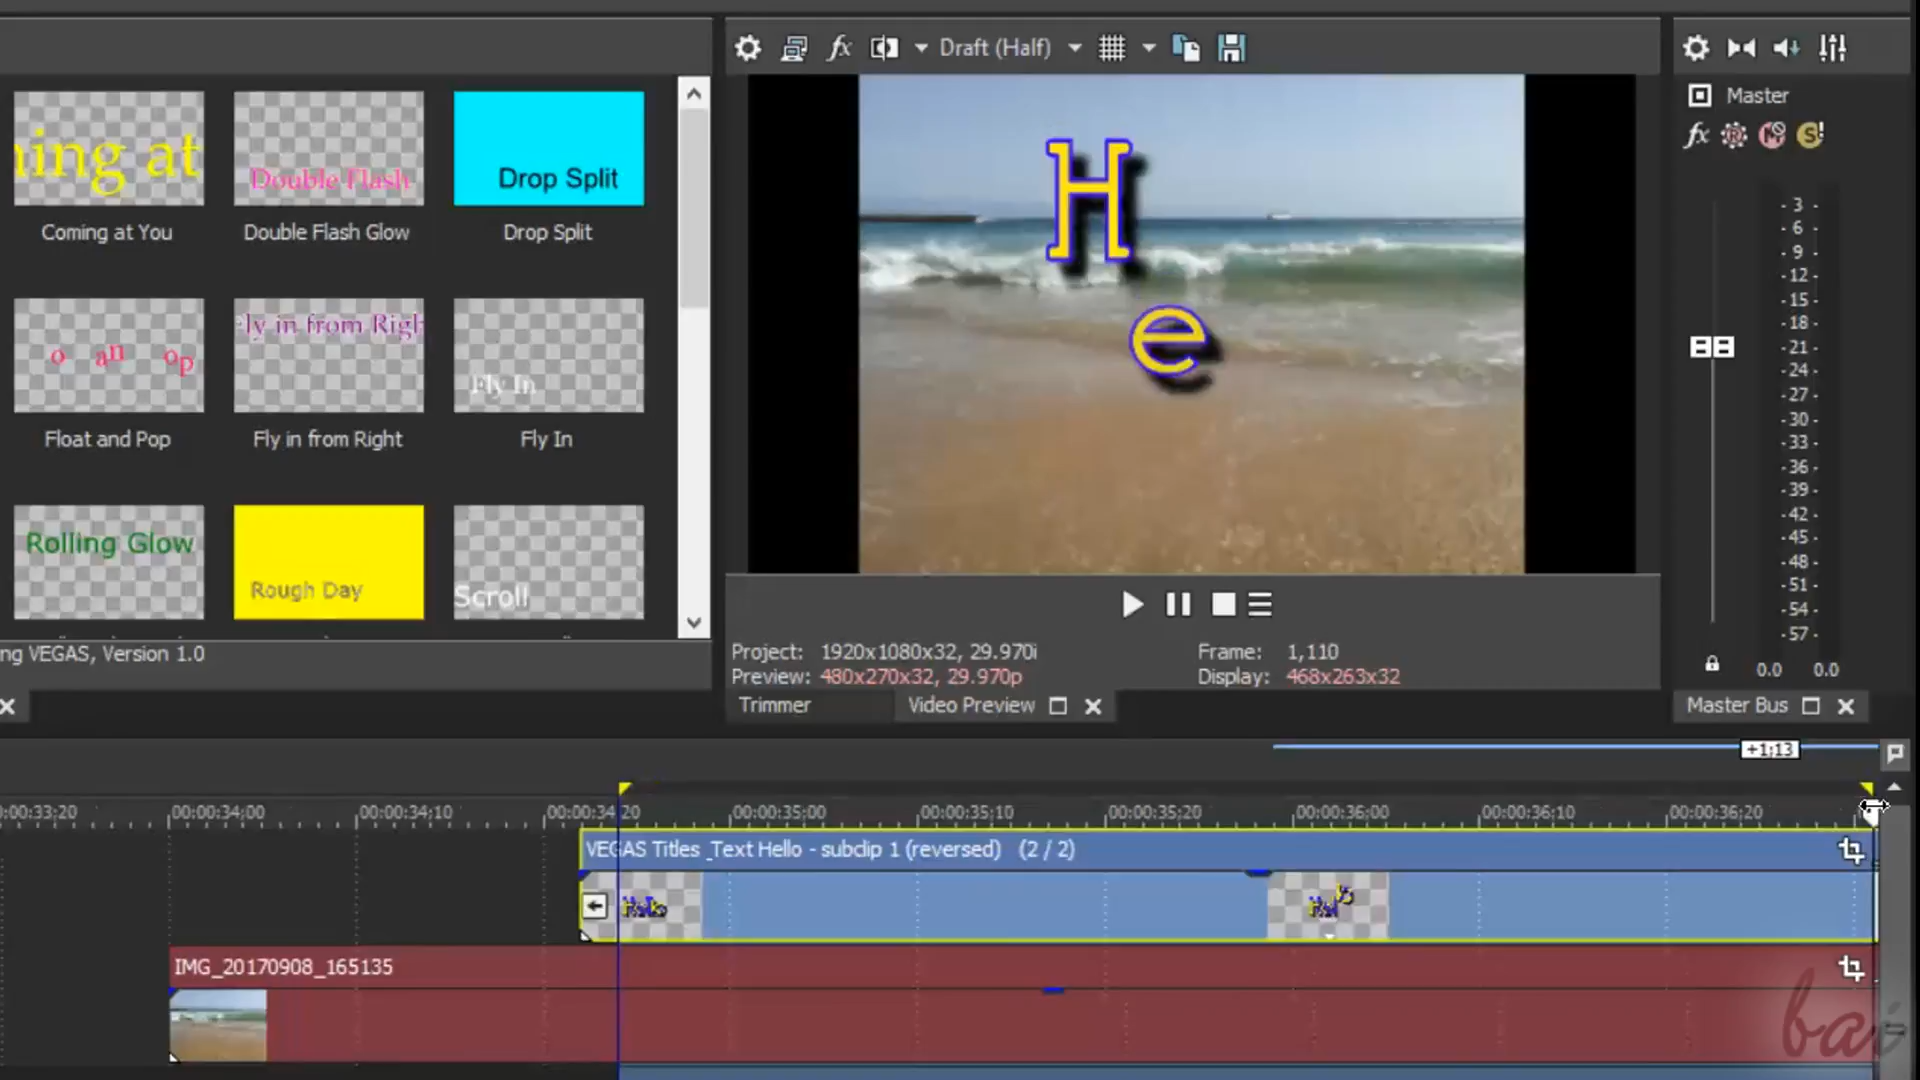 Draft (Half)
Master
ning at
Double Flash
Drop Split
Coming at You
Double Flash Glow
Drop Split
H
e
o an op
ly in from Righ
Fly In
Float and Pop
Fly in from Right
Fly In
Rolling Glow
Rough Day
Scroll
- 3 -
- 6 -
- 9 -
-12-
-15-
-18-
-21-
-24-
-27-
-30-
-33-
-36-
-39-
-42-
-45-
-48-
-51-
-54-
-57-
0.0 0.0
ng VEGAS, Version 1.0
Project: 1920x1080x32, 29.970i
Frame: 1,110
Preview: 480x270x32, 29.970p
Display: 468x263x32
Trimmer
Video Preview
Master Bus
+1;13
0:00:33;20
00:00:34;00
00:00:34;10
00:00:34;20
00:00:35;00
00:00:35;10
00:00:35;20
00:00:36;00
00:00:36;10
00:00:36;20
VEGAS Titles _Text Hello - subclip 1 (reversed) (2 / 2)
Hello
IMG_20170908_165135